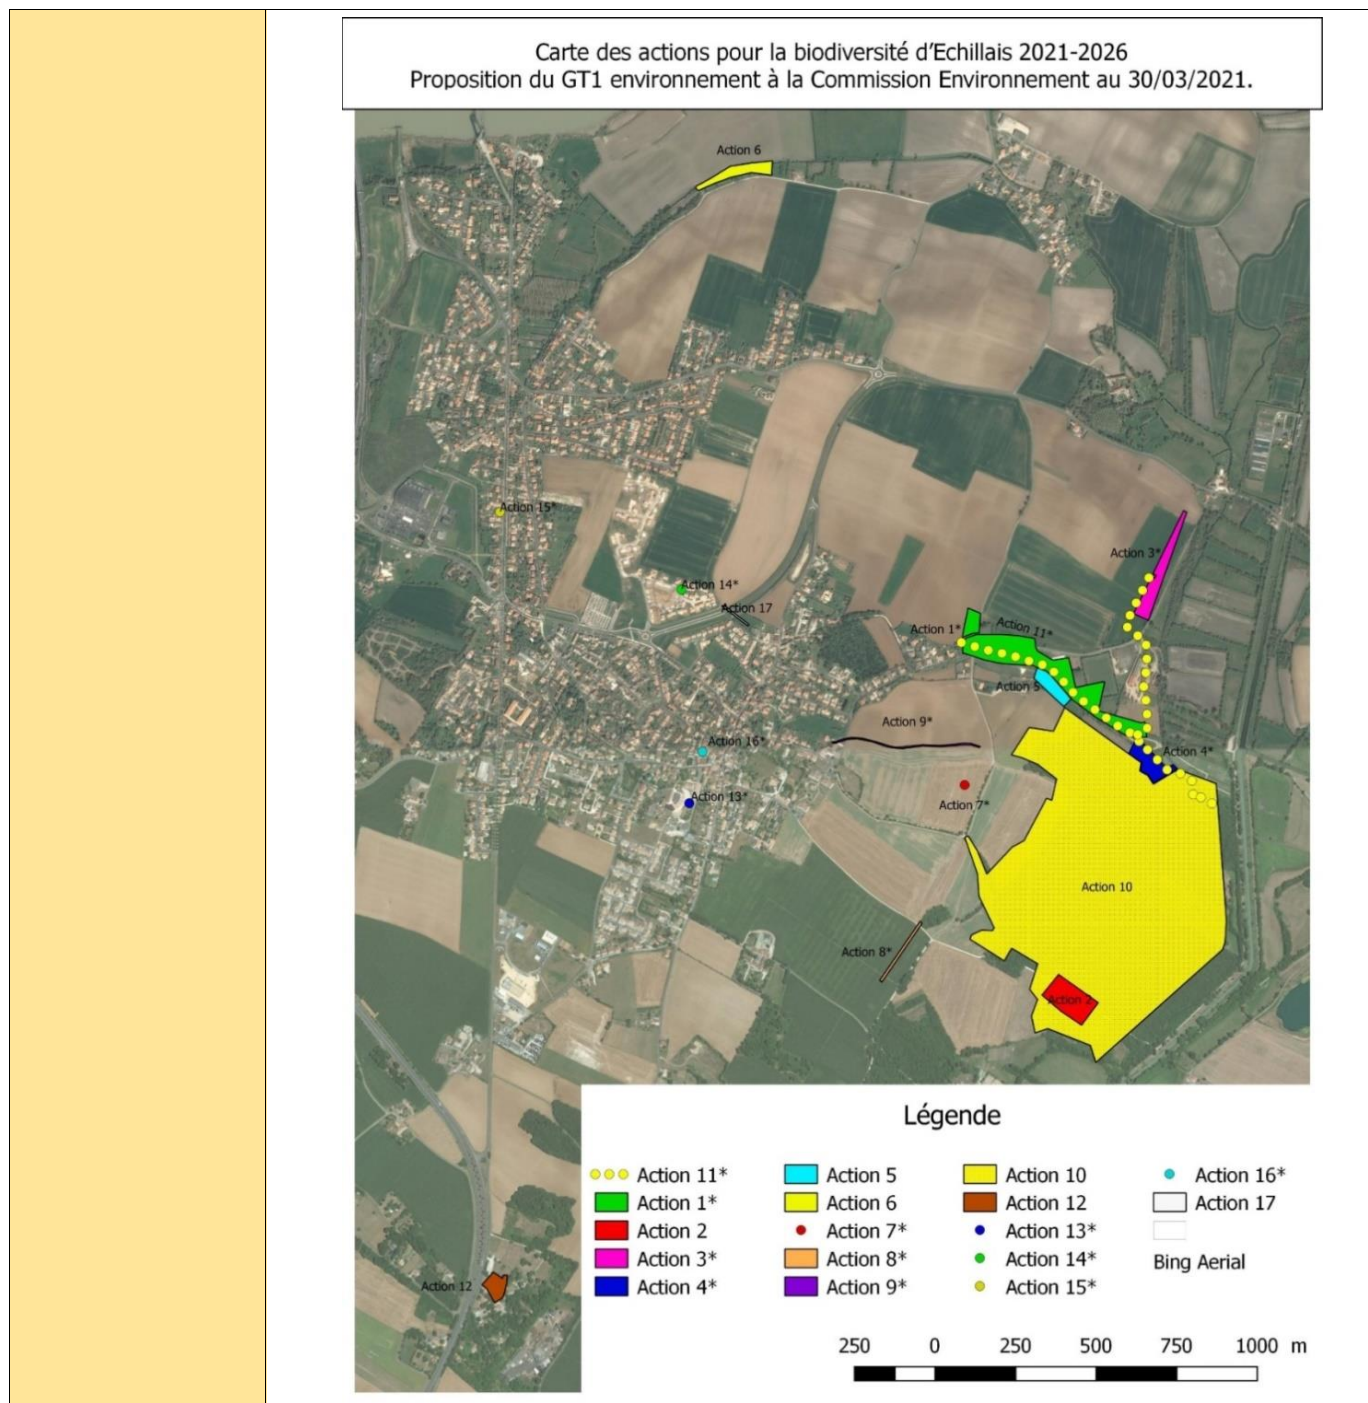 Carte des actions pour la biodiversité d'Echillais 2021-2026
Proposition du GT1 environnement à la Commission Environnement au 30/03/2021.
Action 6
Action 15*
Action 3*
Action 14*
Action 17
Action 1*
Action 11*
Action 5
Action 9*
Action 16*
Action 4*
Action 13*
Action 7*
Action 10
Action 8*
Action 2
Action 12
Légende
Action 11*
Action 1*
Action 2
Action 3*
Action 4*
Action 5
Action 6
Action 7*
Action 8*
Action 9*
Action 10
Action 12
Action 13*
Action 14*
Action 15*
Action 16*
Action 17
Bing Aerial
250 0 250 500 750 1000 m